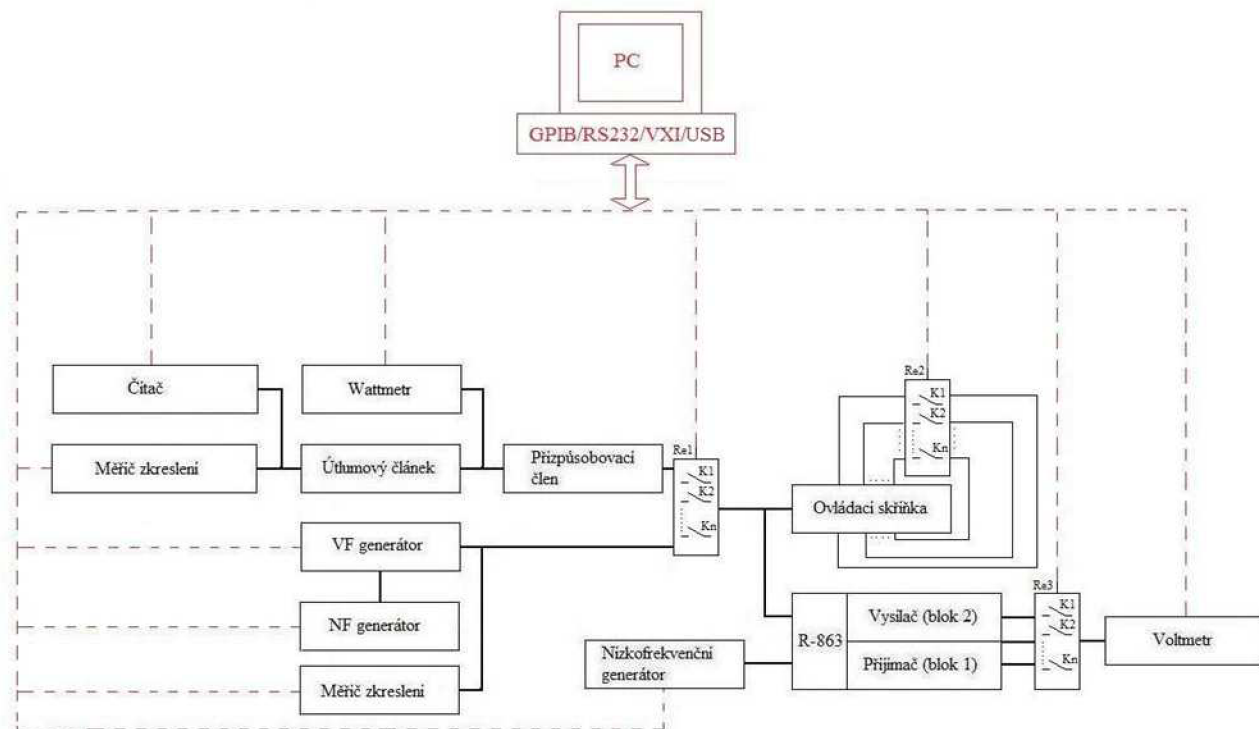 PC
GPIB/RS232/VXI/USB
Čítač
Wattmetr
Měřič zkreslení
Útlumový článek
Přizpůsobovací
člen
Re1
K1
K2
Kn
Re2
K1
K2
Kn
Ovládací skříňka
VF generátor
NF generátor
Měřič zkreslení
Nízkofrekvenční
generátor
R-863
Vysílač (blok 2)
Přijímač (blok 1)
Re3
K1
K2
Kn
Voltmetr